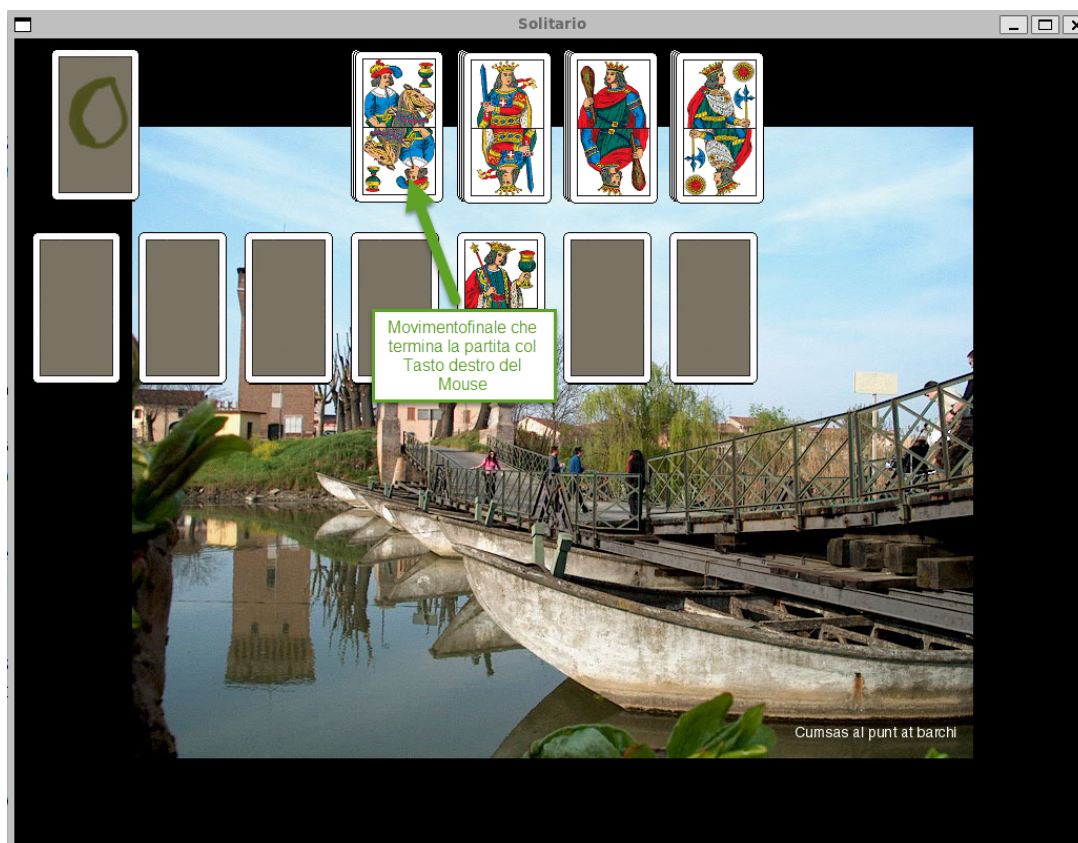 Solitario
Movimentofinale che
termina la partita col
Tasto destro del
Mouse
Cumsas al punt at barchi